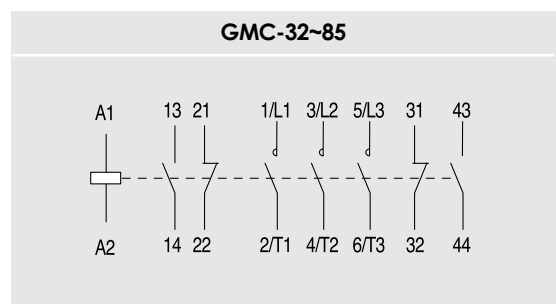 GMC-32~85
A1 13 21 1/L1 3/L2 5/L3 31 43
A2 14 22 2/T1 4/T2 6/T3 32 44